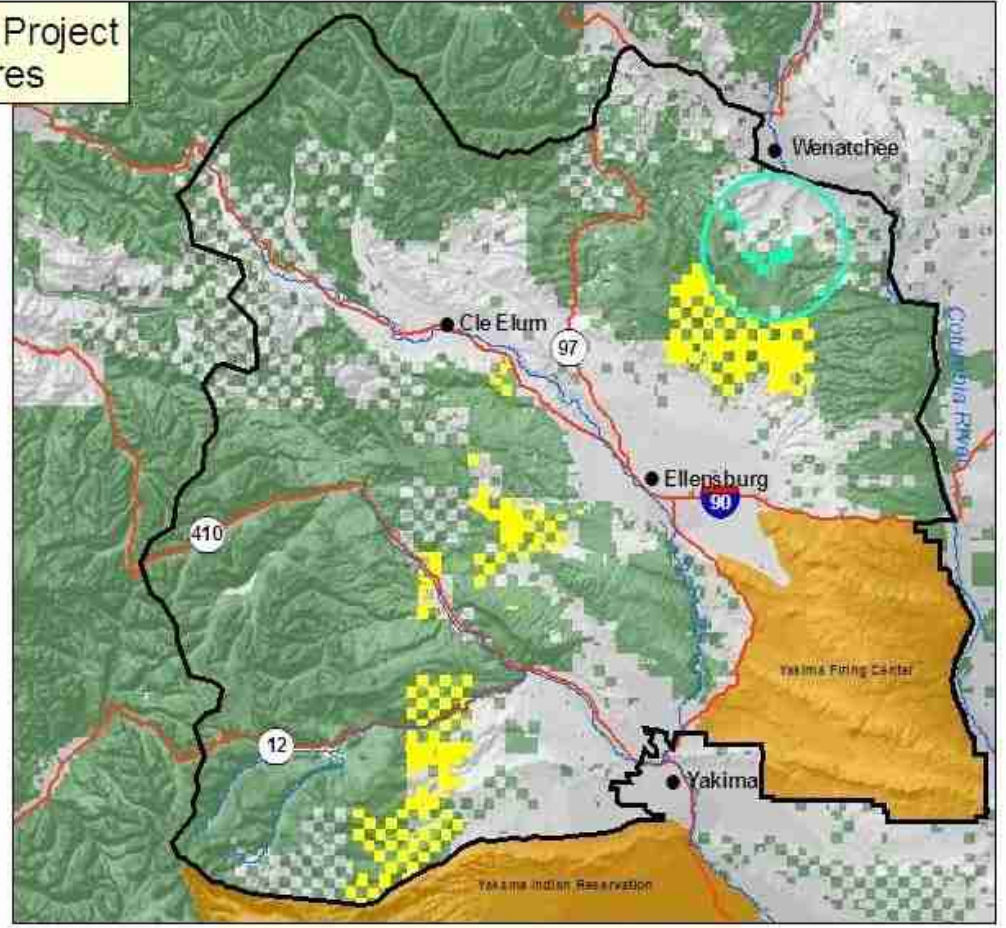 Project
res
Wenatchee
Cle Elum
97
Columbia River
Ellensburg
90
410
Yakima Firing Center
12
Yakima
Yakama Indian Reservation